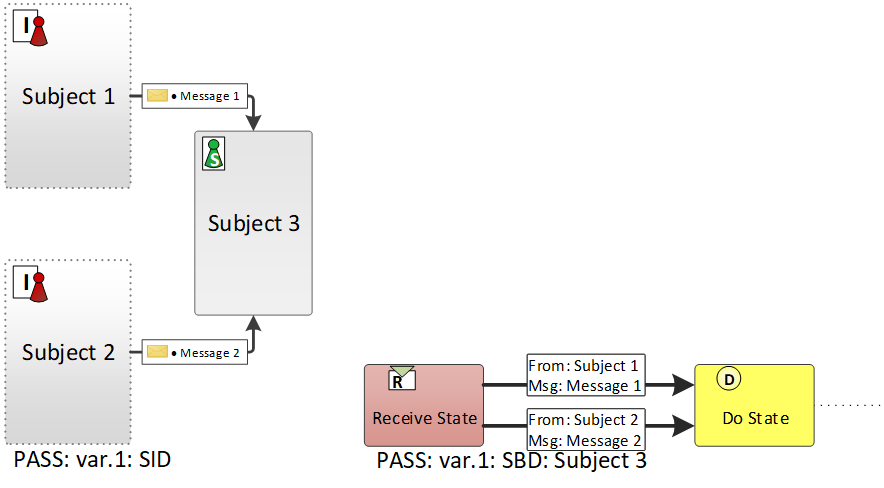 I
Subject 1
• Message 1
S
Subject 3
I
Subject 2
• Message 2
PASS: var.1: SID
R
Receive State
From: Subject 1
Msg: Message 1
From: Subject 2
Msg: Message 2
D
Do State
PASS: var.1: SBD: Subject 3